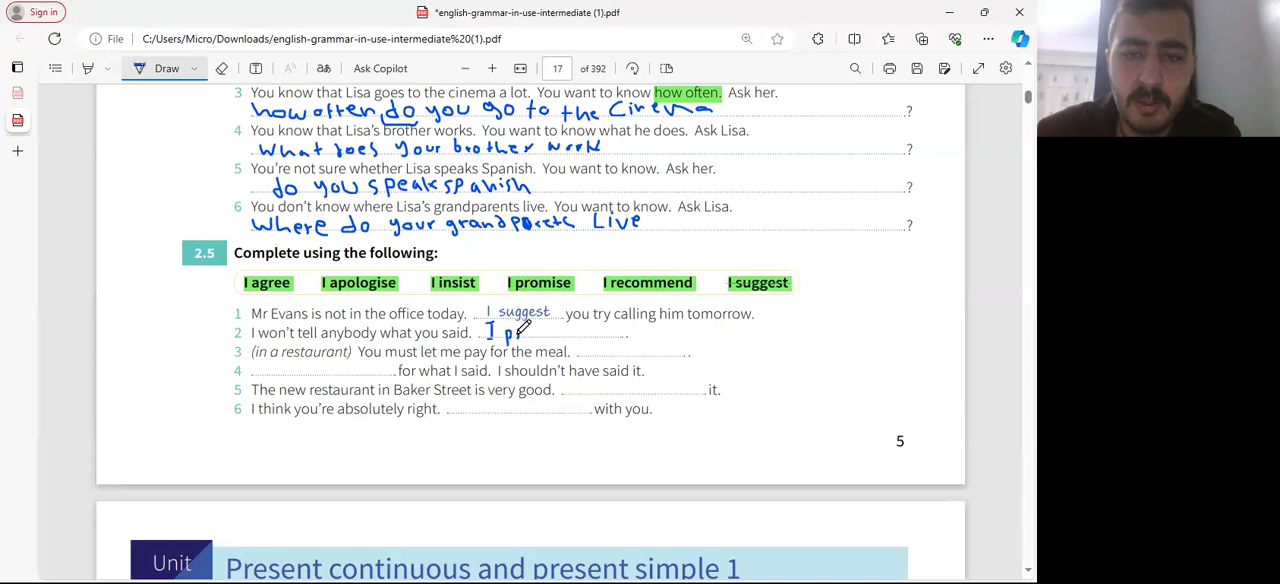 Sign in
*english-grammar-in-use-intermediate (1).pdf
File C:/Users/Micro/Downloads/english-grammar-in-use-intermediate%20(1).pdf
Draw Ask Copilot 17 of 392
3 You know that Lisa goes to the cinema a lot. You want to know how often. Ask her.
how often do you go to the Cinema ?
4 You know that Lisa's brother works. You want to know what he does. Ask Lisa.
What does your brother work ?
5 You're not sure whether Lisa speaks Spanish. You want to know. Ask her.
do you speak spanish ?
6 You don't know where Lisa's grandparents live. You want to know. Ask Lisa.
Where do your Live ?
2.5 Complete using the following:
I agree I apologise I insist I promise I recommend I suggest
1 Mr Evans is not in the office today. I suggest you try calling him tomorrow.
2 I won't tell anybody what you said. I pr .
3 (in a restaurant) You must let me pay for the meal. .
4 for what I said. I shouldn't have said it.
5 The new restaurant in Baker Street is very good. it.
6 I think you're absolutely right. with you.
5
Unit
Present continuous and present simple 1